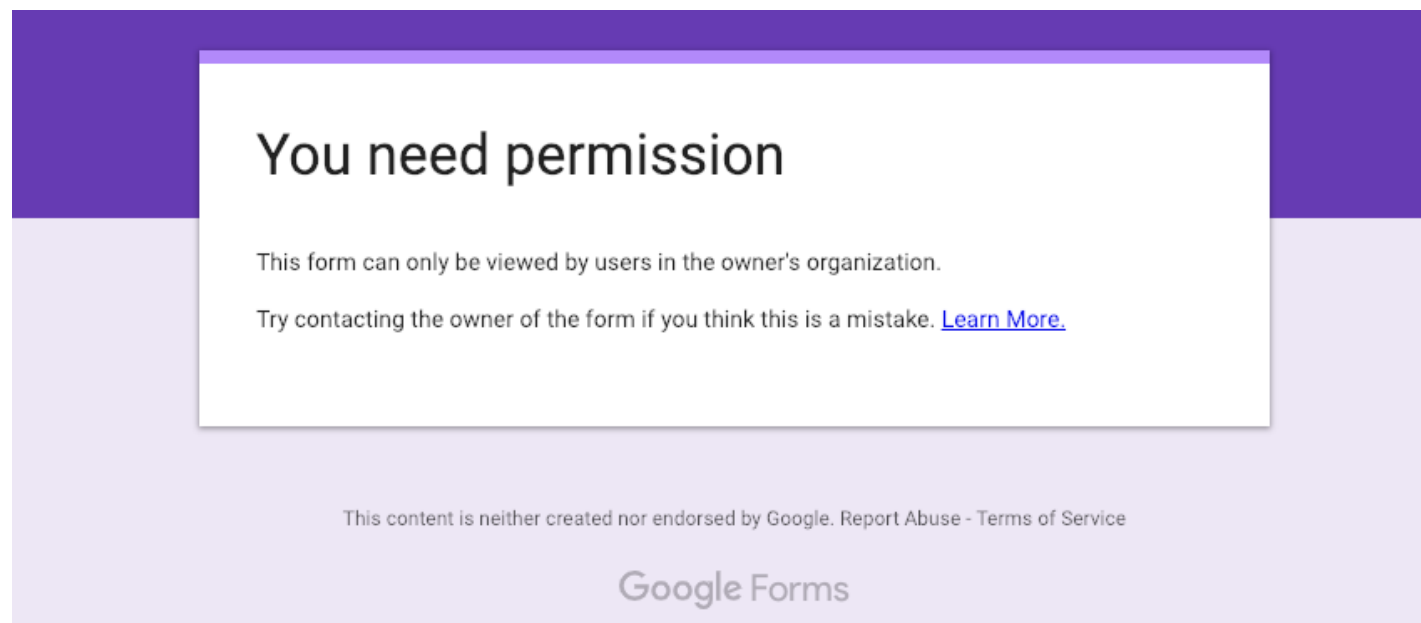 You need permission
This form can only be viewed by users in the owner's organization.
Try contacting the owner of the form if you think this is a mistake. Learn More.
This content is neither created nor endorsed by Google. Report Abuse - Terms of Service
Google Forms